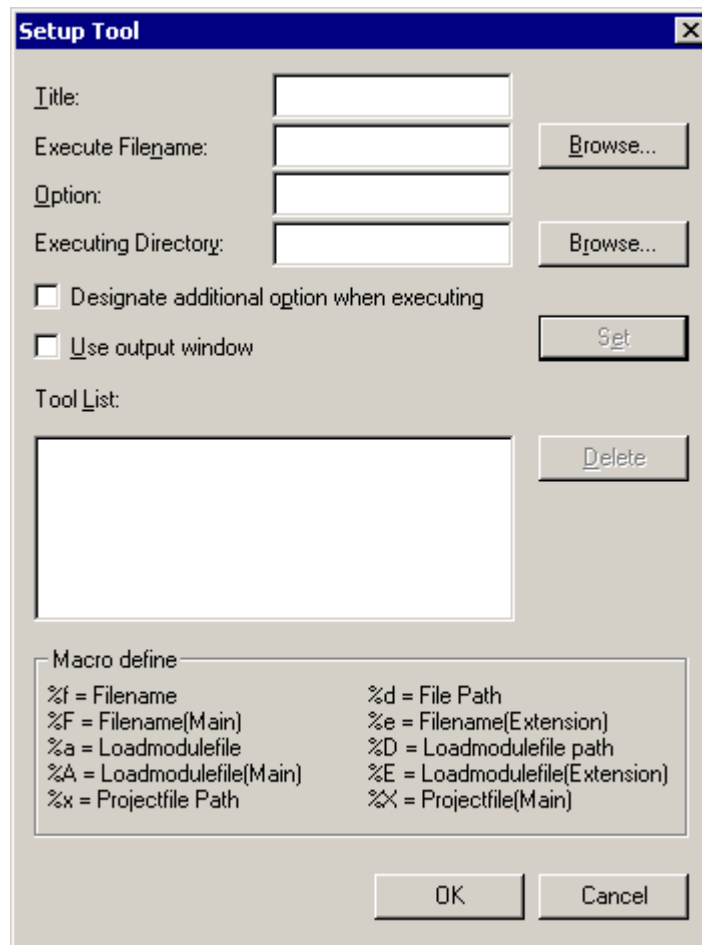 Setup Tool
Title:
Execute Filename:
Browse...
Option:
Executing Directory:
Browse...
Designate additional option when executing
Use output window
Set
Tool List:
Delete
Macro define
%f = Filename
%d = File Path
%F = Filename(Main)
%e = Filename(Extension)
%a = Loadmodulefile
%D = Loadmodulefile path
%A = Loadmodulefile(Main)
%E = Loadmodulefile(Extension)
%x = Projectfile Path
%X = Projectfile(Main)
OK
Cancel